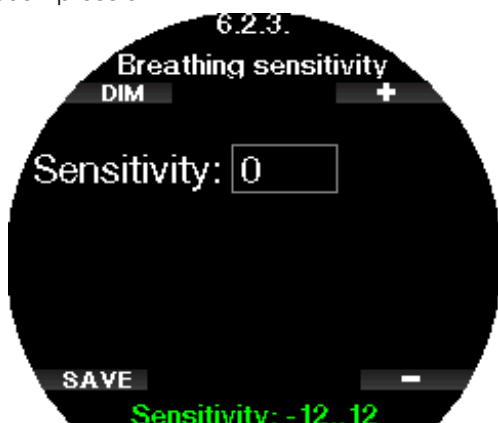 6.2.3.
Breathing sensitivity
DIM +
Sensitivity: 0
SAVE -
Sensitivity: -12..12